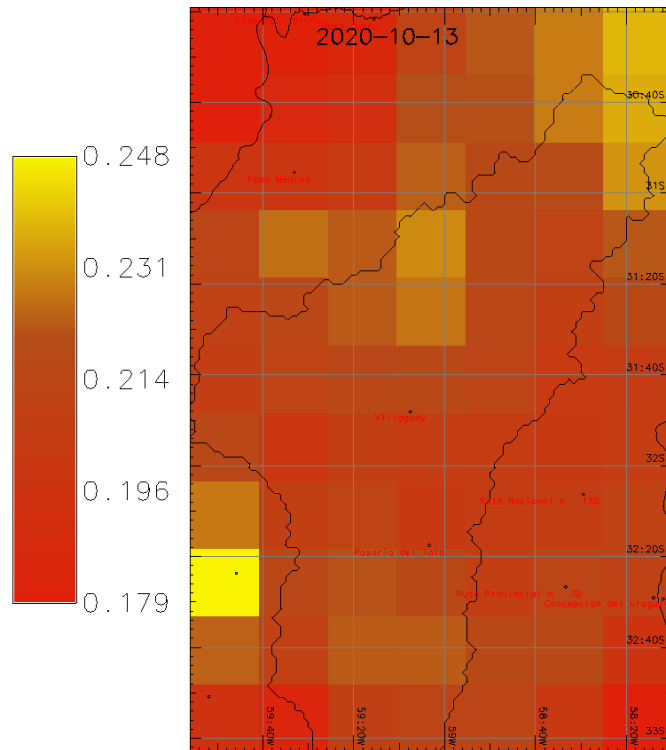 2020-10-13
30:40S
0.248
Paso Medina
31S
0.231
31:20S
0.214
31:40S
Villaguay
32S
0.196
Ruta Nacional n 130
Rosario del Tala
32:20S
0.179
Ruta Provincial n 39
Concepcion del urugua
32:40S
59:40W
59:20W
59W
58:40W
58:20W
33S